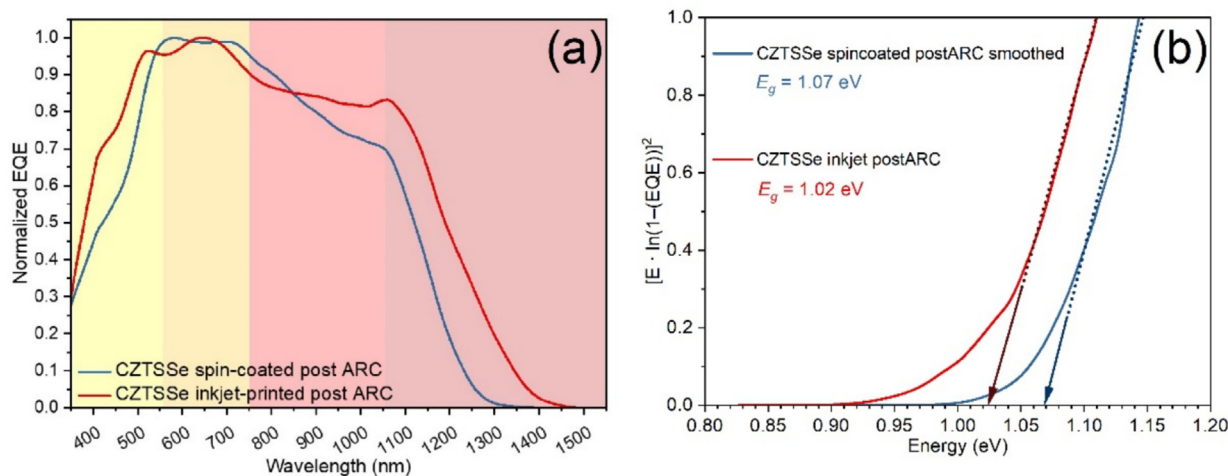 (a)
Normalized EQE
1.0
0.9
0.8
0.7
0.6
0.5
0.4
0.3
0.2
0.1
0.0
CZTSSe spin-coated post ARC
CZTSSe inkjet-printed post ARC
400 500 600 700 800 900 1000 1100 1200 1300 1400 1500
Wavelength (nm)
(b)
[E · ln(1–(EQE))]²
1.0
0.8
0.6
0.4
0.2
0.0
CZTSSe spincoated postARC smoothed
E_g = 1.07 eV
CZTSSe inkjet postARC
E_g = 1.02 eV
0.80 0.85 0.90 0.95 1.00 1.05 1.10 1.15 1.20
Energy (eV)